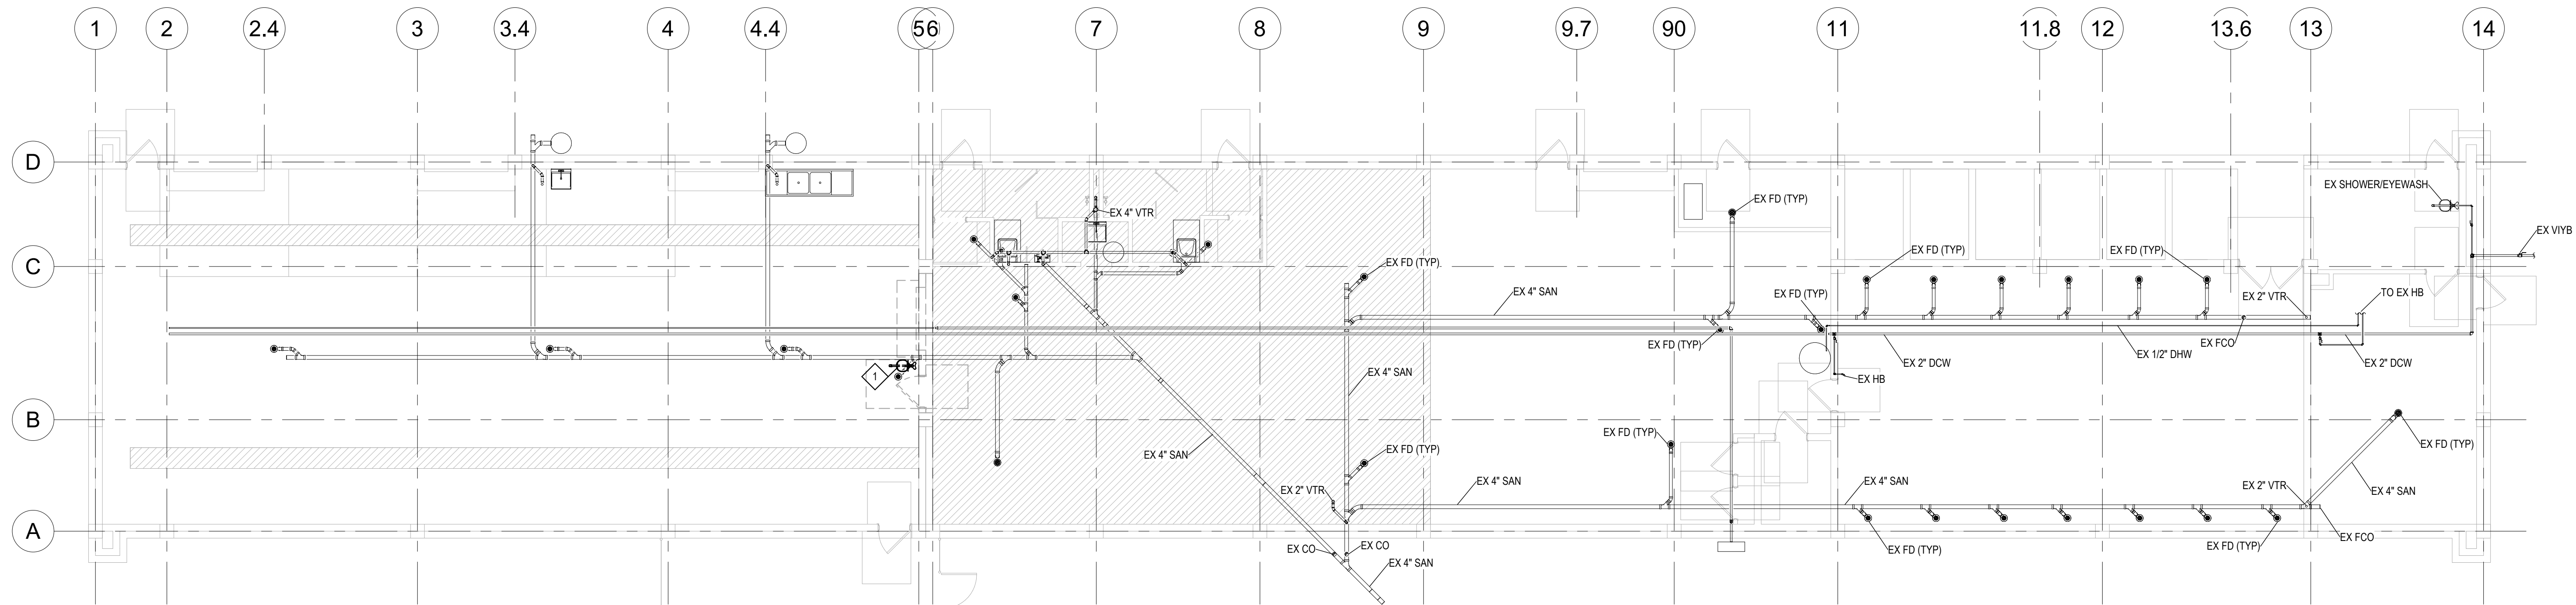 1 2 2.4 3 3.4 4 4.4 5 6 7 8 9 9.7 90 11 11.8 12 13.6 13 14
D
EX SHOWER/EYEWASH
EX 4" VTR
EX FD (TYP)
EX VIYB
EX FD (TYP)
EX FD (TYP)
C
EX FD (TYP)
EX 4" SAN
EX FD (TYP)
EX 2" VTR
TO EX HB
EX FD (TYP)
EX FCO
EX 1/2" DHW
EX 2" DCW
EX 2" DCW
EX 4" SAN
1
EX HB
B
EX FD (TYP)
EX FD (TYP)
EX 4" SAN
EX FD (TYP)
EX 2" VTR
EX 4" SAN
EX 4" SAN
EX 2" VTR
EX 4" SAN
A
EX FCO
EX CO
EX CO
EX FD (TYP)
EX FD (TYP)
EX 4" SAN